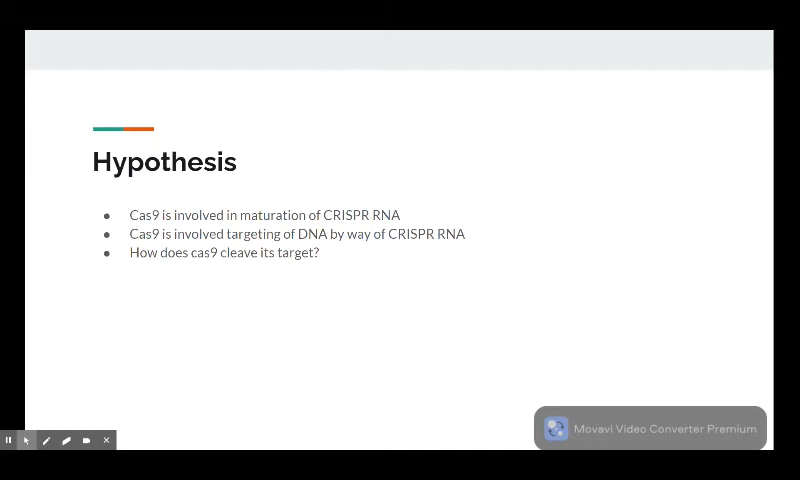 Hypothesis
● Cas9 is involved in maturation of CRISPR RNA
● Cas9 is involved targeting of DNA by way of CRISPR RNA
● How does cas9 cleave its target?
Movavi Video Converter Premium